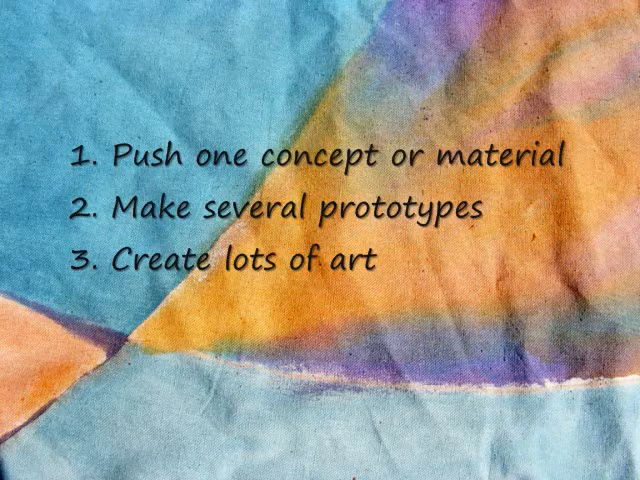 1. Push one concept or material
2. Make several prototypes
3. Create lots of art